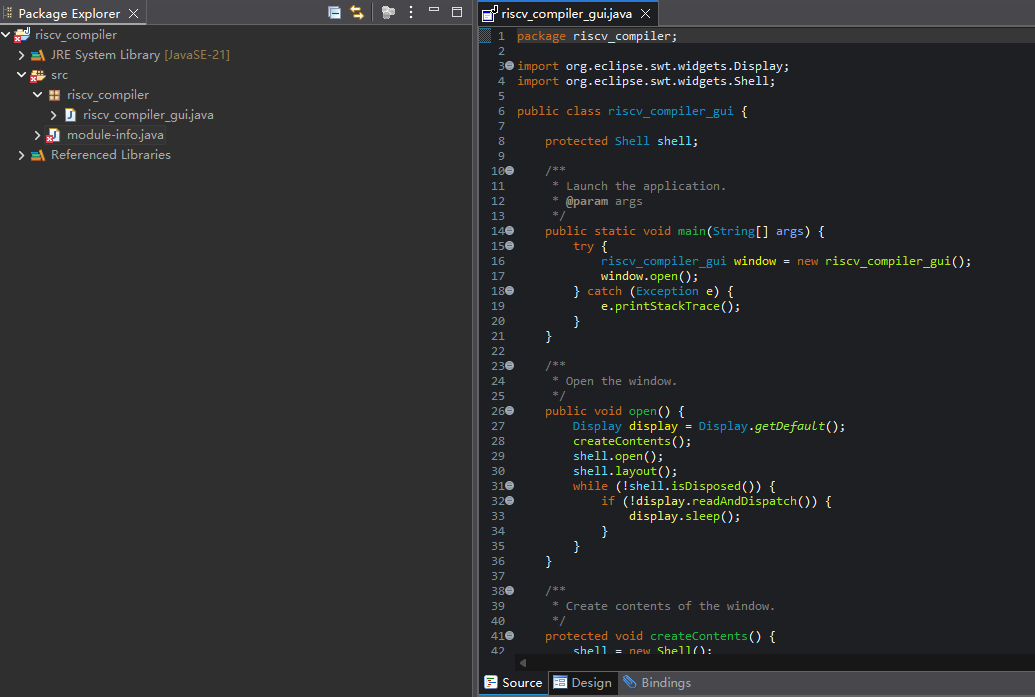 Package Explorer
riscv_compiler
JRE System Library [JavaSE-21]
src
riscv_compiler
riscv_compiler_gui.java
module-info.java
Referenced Libraries
riscv_compiler_gui.java
1 package riscv_compiler;
2
3 import org.eclipse.swt.widgets.Display;
4 import org.eclipse.swt.widgets.Shell;
5
6 public class riscv_compiler_gui {
7
8 protected Shell shell;
9
10 /**
11 * Launch the application.
12 * @param args
13 */
14 public static void main(String[] args) {
15 try {
16 riscv_compiler_gui window = new riscv_compiler_gui();
17 window.open();
18 } catch (Exception e) {
19 e.printStackTrace();
20 }
21 }
22
23 /**
24 * Open the window.
25 */
26 public void open() {
27 Display display = Display.getDefault();
28 createContents();
29 shell.open();
30 shell.layout();
31 while (!shell.isDisposed()) {
32 if (!display.readAndDispatch()) {
33 display.sleep();
34 }
35 }
36 }
37
38 /**
39 * Create contents of the window.
40 */
41 protected void createContents() {
42 shell = new Shell();
Source Design Bindings